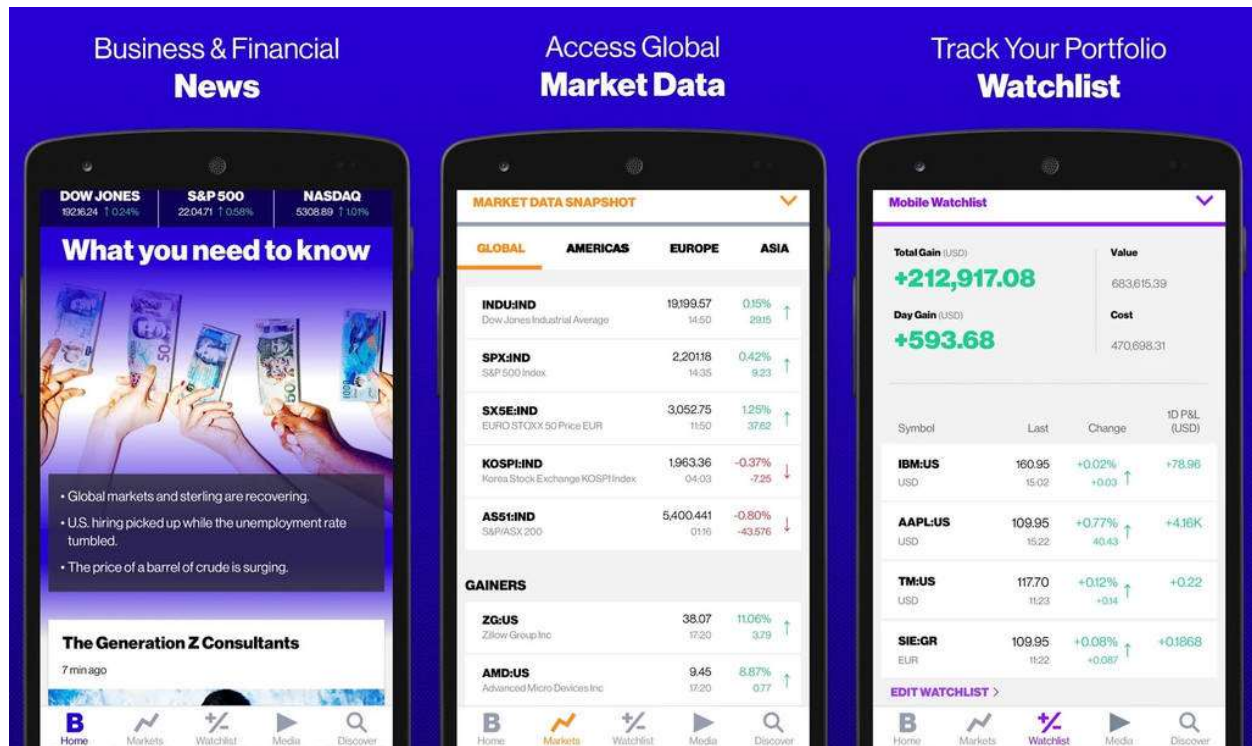 Business & Financial
News
DOW JONES
19216.24 ↑ 0.24%
S&P 500
2204.71 ↑ 0.58%
NASDAQ
5308.89 ↑ 1.01%
What you need to know
50
50
1000
• Global markets and sterling are recovering.
• U.S. hiring picked up while the unemployment rate
tumbled.
• The price of a barrel of crude is surging.
The Generation Z Consultants
7 min ago
B
Home
Markets
+/-
Watchlist
Media
Discover
Access Global
Market Data
MARKET DATA SNAPSHOT
GLOBAL AMERICAS EUROPE ASIA
INDU:IND 19,199.57 0.15% ↑
Dow Jones Industrial Average 14:50 29.15
SPX:IND 2,201.18 0.42% ↑
S&P 500 Index 14:35 9.23
SX5E:IND 3,052.75 1.25% ↑
EURO STOXX 50 Price EUR 11:50 37.62
KOSPI:IND 1,963.36 -0.37% ↓
Korea Stock Exchange KOSPI Index 04:03 -7.25
AS51:IND 5,400.441 -0.80% ↓
S&P/ASX 200 01:16 -43.576
GAINERS
ZG:US 38.07 11.06% ↑
Zillow Group Inc 17:20 3.79
AMD:US 9.45 8.87% ↑
Advanced Micro Devices Inc 17:20 0.77
B
Home
Markets
+/-
Watchlist
Media
Discover
Track Your Portfolio
Watchlist
Mobile Watchlist
Total Gain (USD) Value
+212,917.08 683,615.39
Day Gain (USD) Cost
+593.68 470,698.31
Symbol Last Change 1D P&L
(USD)
IBM:US 160.95 +0.02% ↑ +78.96
USD 15:02 +0.03
AAPL:US 109.95 +0.77% ↑ +4.16K
USD 15:22 +0.43
TM:US 117.70 +0.12% ↑ +0.22
USD 11:23 +0.14
SIE:GR 109.95 +0.08% ↑ +0.1868
EUR 11:22 +0.087
EDIT WATCHLIST >
B
Home
Markets
+/-
Watchlist
Media
Discover